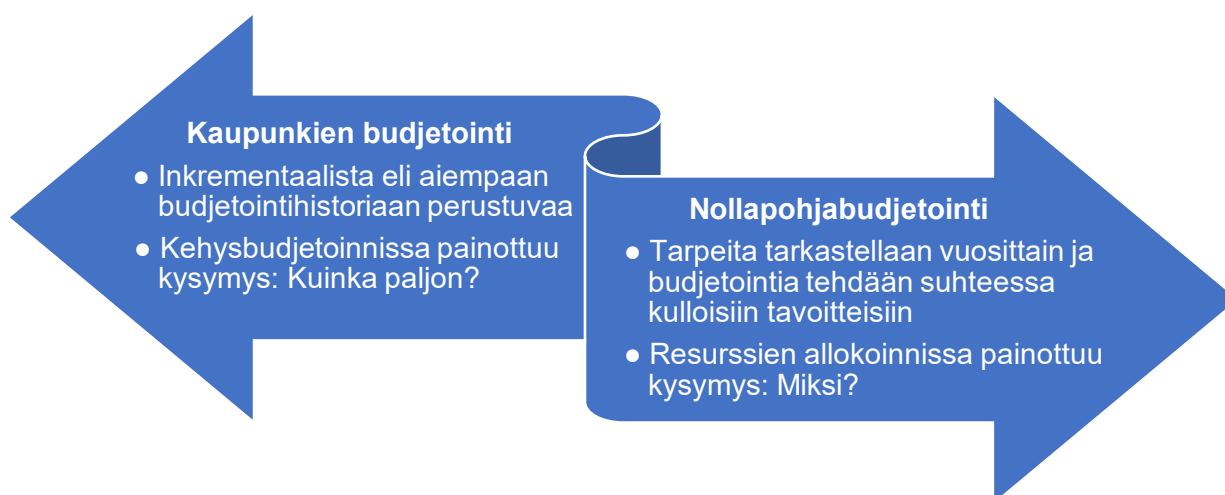 Kaupunkien budjetointi
● Inkrementaalista eli aiempaan
budjetointihistoriaan perustuvaa
● Kehysbudjetoinnissa painottuu
kysymys: Kuinka paljon?
Nollapohjabudjetointi
● Tarpeita tarkastellaan vuosittain ja
budjetointia tehdään suhteessa
kulloisiin tavoitteisiin
● Resurssien allokoinnissa painottuu
kysymys: Miksi?